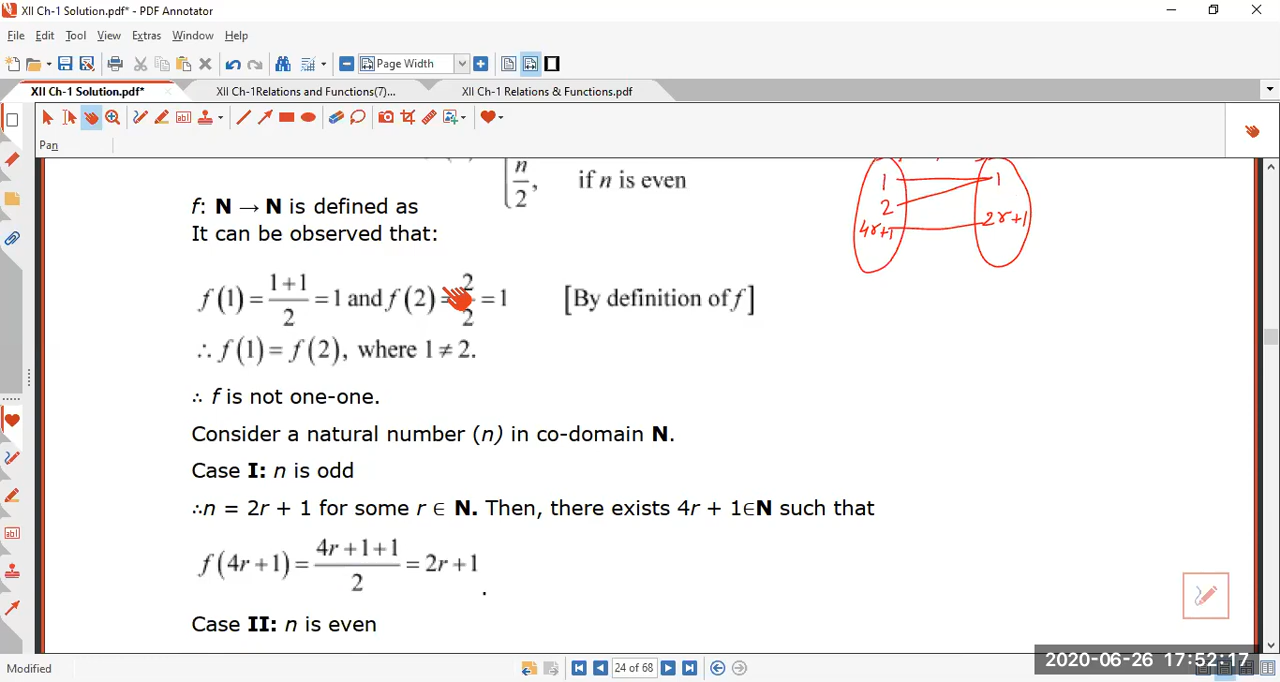 XII Ch-1 Solution.pdf* - PDF Annotator
File Edit Tool View Extras Window Help
Page Width
XII Ch-1 Solution.pdf* XII Ch-1Relations and Functions(7)... XII Ch-1 Relations & Functions.pdf
Pan
n/2, if n is even
1 1
2
4r+1 2r+1
f: N → N is defined as
It can be observed that:
f(1) = (1+1)/2 = 1 and f(2) = 2/2 = 1 [By definition of f]
∴ f(1) = f(2), where 1 ≠ 2.
∴ f is not one-one.
Consider a natural number (n) in co-domain N.
Case I: n is odd
∴n = 2r + 1 for some r ∈ N. Then, there exists 4r + 1∈N such that
f(4r+1) = (4r+1+1)/2 = 2r+1
.
Case II: n is even
Modified 24 of 68 2020-06-26 17:52:17